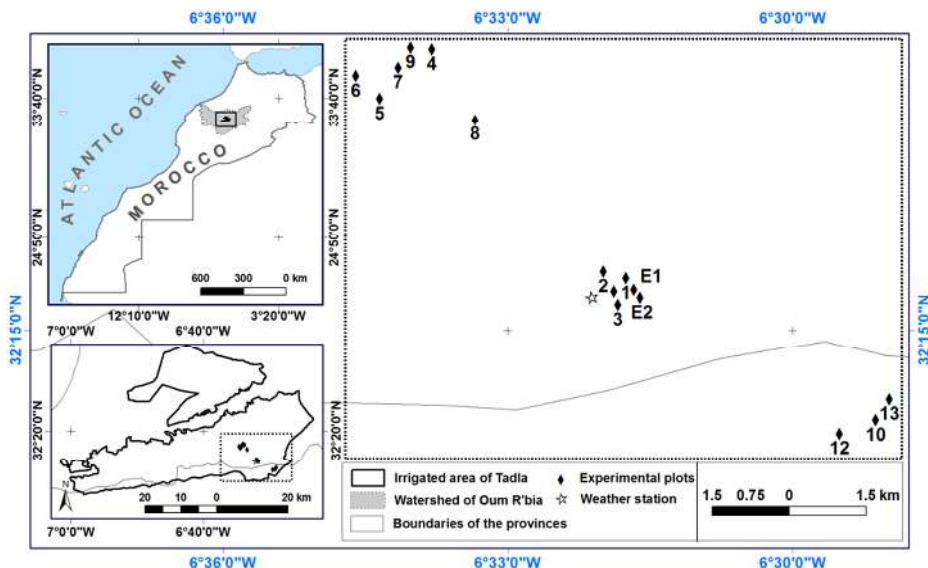 6°36'0"W 6°33'0"W 6°30'0"W
ATLANTIC OCEAN
MOROCCO
33°40'0"N
24°50'0"N
600 300 0 km
12°10'0"W 3°20'0"W
32°15'0"N
32°15'0"N
7°0'0"W 6°40'0"W
32°20'0"N
N
20 10 0 20 km
7°0'0"W 6°40'0"W
9 4
7
6
5
8
2 E1
1
3 E2
13
10
12
Irrigated area of Tadla
Watershed of Oum R'bia
Boundaries of the provinces
Experimental plots
Weather station
1.5 0.75 0 1.5 km
6°36'0"W 6°33'0"W 6°30'0"W